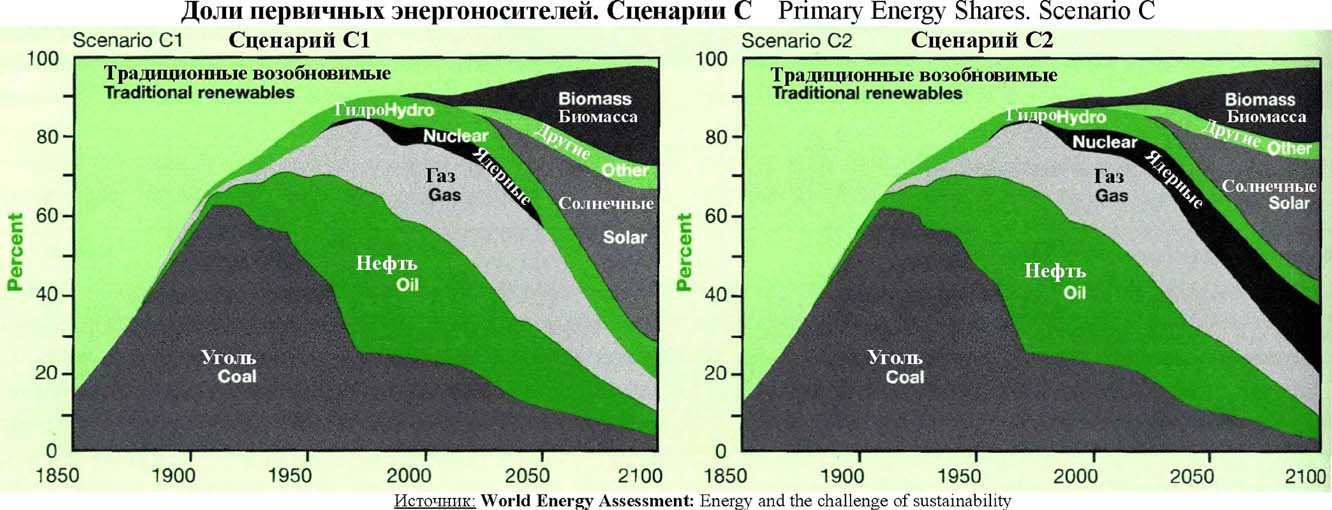 Доли первичных энергоносителей. Сценарии С Primary Energy Shares. Scenario C
Scenario C1 Сценарий С1
Percent
100
80
60
40
20
0
Традиционные возобновимые
Traditional renewables
Гидро Hydro
Nuclear
Ядерные
Газ
Gas
Нефть
Oil
Уголь
Coal
Biomass
Биомасса
Другие
Other
Солнечные
Solar
1850 1900 1950 2000 2050 2100
Scenario C2 Сценарий С2
Percent
100
80
60
40
20
0
Традиционные возобновимые
Traditional renewables
Гидро Hydro
Nuclear
Ядерные
Газ
Gas
Нефть
Oil
Уголь
Coal
Biomass
Биомасса
Другие
Other
Солнечные
Solar
1850 1900 1950 2000 2050 2100
Источник: World Energy Assessment: Energy and the challenge of sustainability